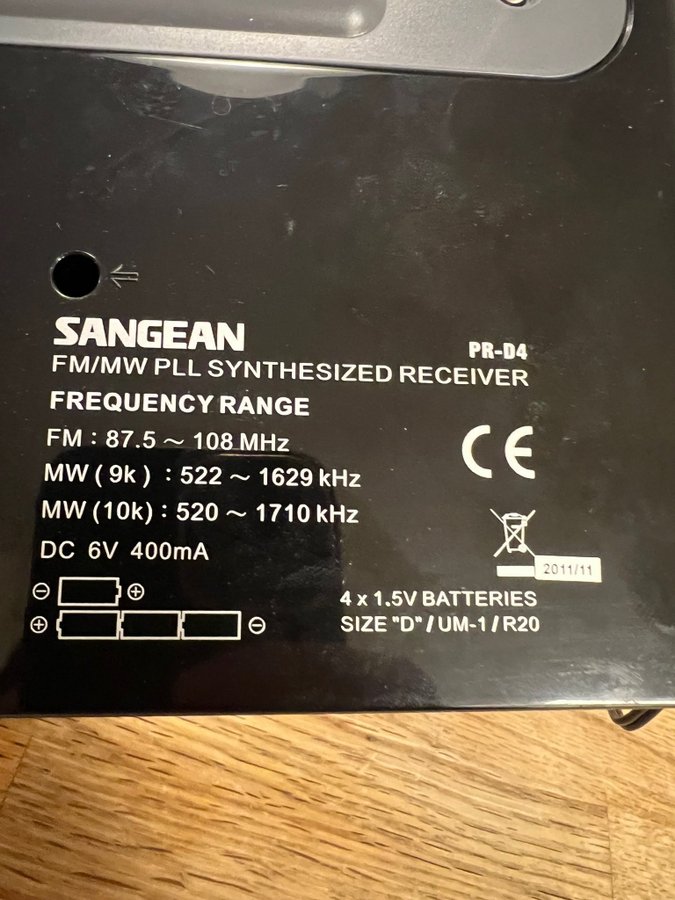 SANGEAN
PR-D4
FM/MW PLL SYNTHESIZED RECEIVER
FREQUENCY RANGE
FM : 87.5 ~ 108 MHz
MW ( 9k ) : 522 ~ 1629 kHz
MW (10k) : 520 ~ 1710 kHz
DC 6V 400mA
CE
2011/11
4 x 1.5V BATTERIES
SIZE "D" / UM-1 / R20